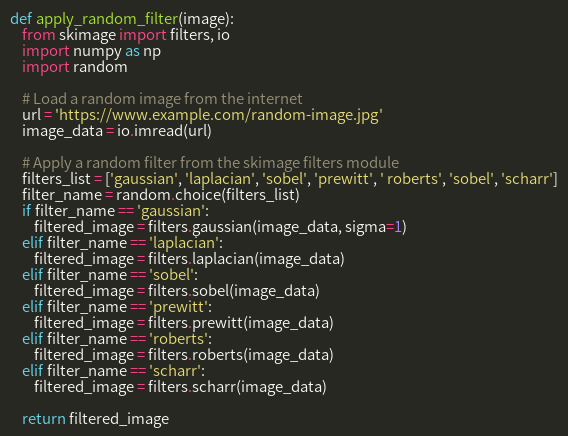 def apply_random_filter(image):
    from skimage import filters, io
    import numpy as np
    import random

    # Load a random image from the internet
    url = 'https://www.example.com/random-image.jpg'
    image_data = io.imread(url)

    # Apply a random filter from the skimage filters module
    filters_list = ['gaussian', 'laplacian', 'sobel', 'prewitt', ' roberts', 'sobel', 'scharr']
    filter_name = random.choice(filters_list)
    if filter_name == 'gaussian':
        filtered_image = filters.gaussian(image_data, sigma=1)
    elif filter_name == 'laplacian':
        filtered_image = filters.laplacian(image_data)
    elif filter_name == 'sobel':
        filtered_image = filters.sobel(image_data)
    elif filter_name == 'prewitt':
        filtered_image = filters.prewitt(image_data)
    elif filter_name == 'roberts':
        filtered_image = filters.roberts(image_data)
    elif filter_name == 'scharr':
        filtered_image = filters.scharr(image_data)

    return filtered_image